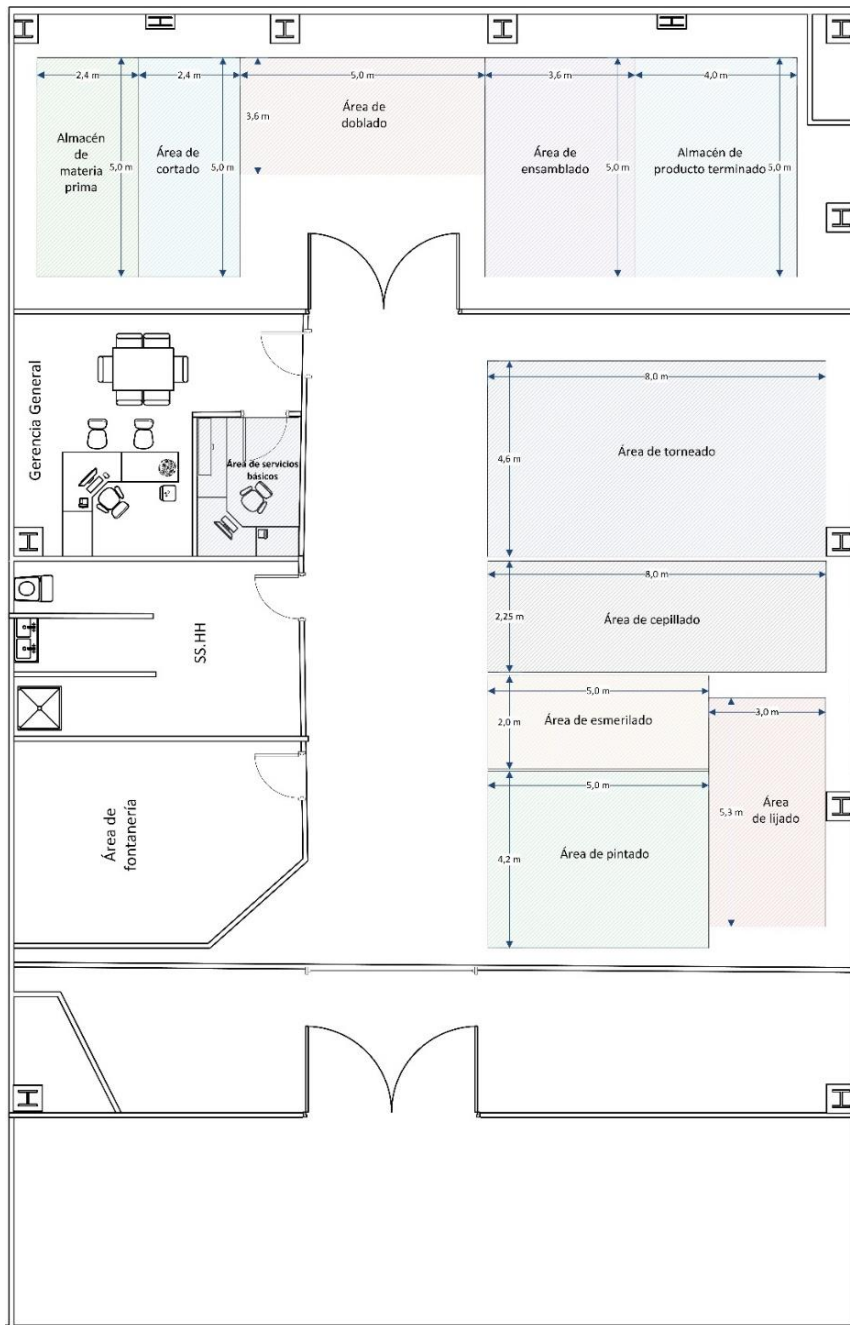 2,4 m
2,4 m
5,0 m
3,6 m
4,0 m
3,6 m
Área de
doblado
Almacén
de
materia
prima
5,0 m
Área de
cortado
5,0 m
Área de
ensamblado
5,0 m
Almacén de
producto terminado
5,0 m
Gerencia General
Área de servicios
básicos
8,0 m
4,6 m
Área de torneado
8,0 m
2,25 m
Área de cepillado
SS.HH
5,0 m
2,0 m
Área de esmerilado
3,0 m
5,3 m
Área
de lijado
5,0 m
4,2 m
Área de pintado
Área de
fontanería